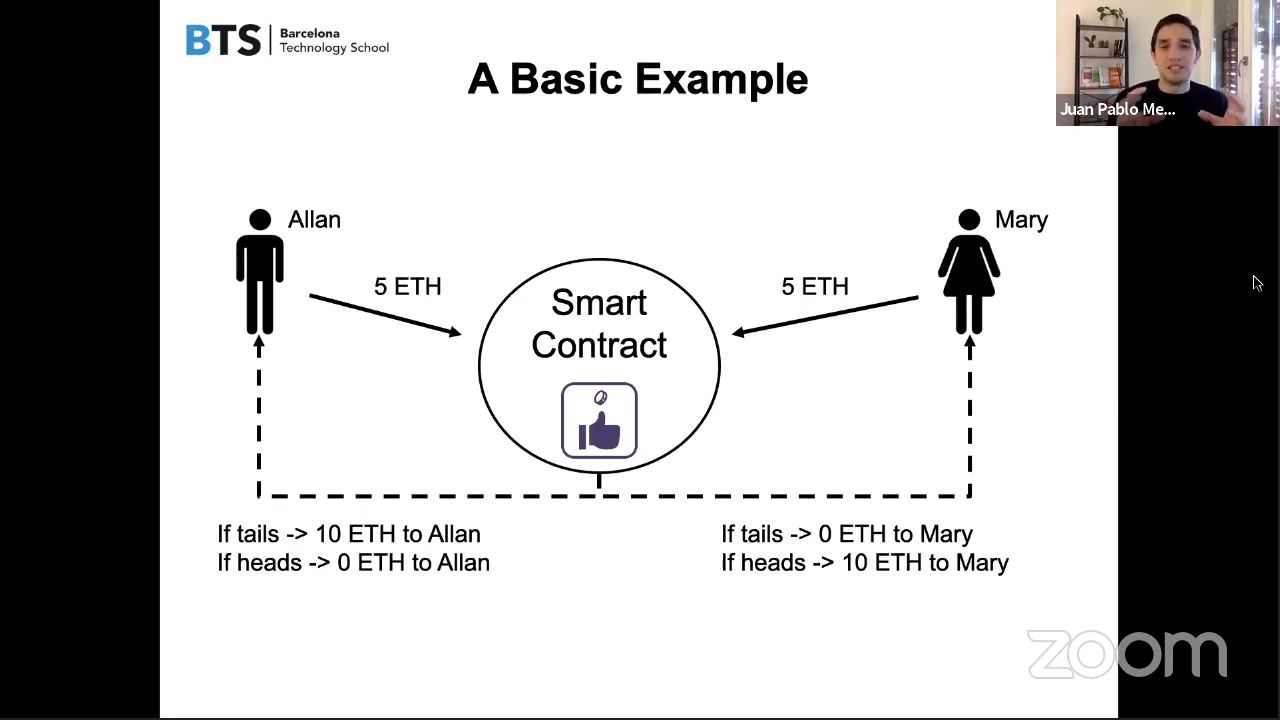 BTS
Barcelona
Technology School
A Basic Example
Juan Pablo Me...
Allan
Mary
5 ETH
5 ETH
Smart
Contract
If tails -> 10 ETH to Allan
If heads -> 0 ETH to Allan
If tails -> 0 ETH to Mary
If heads -> 10 ETH to Mary
zoom